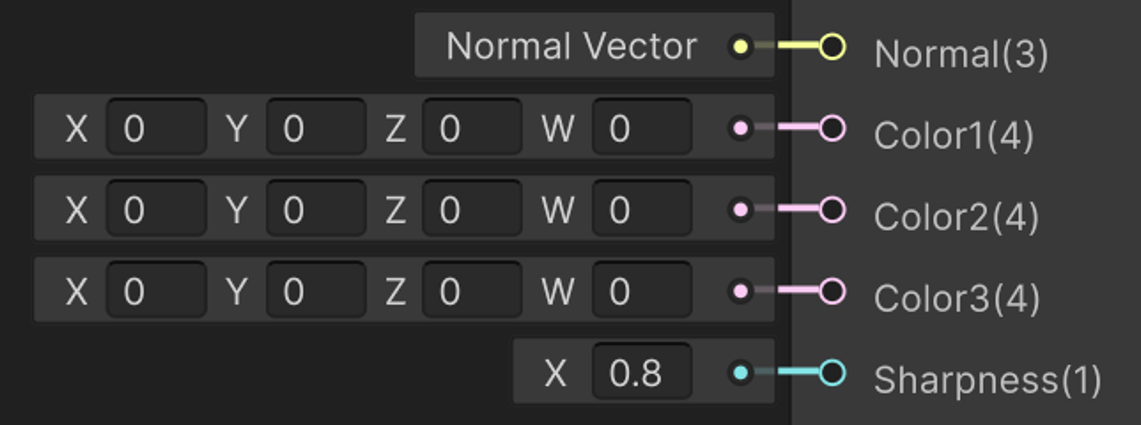 Normal Vector Normal(3)
X 0 Y 0 Z 0 W 0 Color1(4)
X 0 Y 0 Z 0 W 0 Color2(4)
X 0 Y 0 Z 0 W 0 Color3(4)
X 0.8 Sharpness(1)